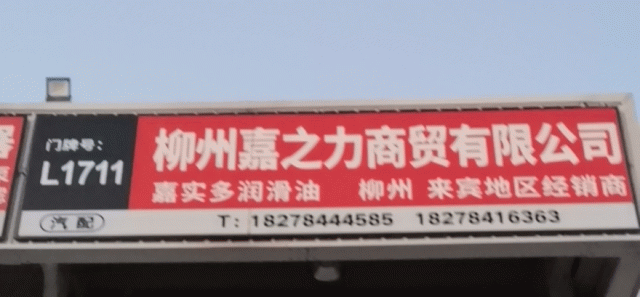 门牌号：
L1711
汽配
柳州嘉之力商贸有限公司
嘉实多润滑油 柳州 来宾地区经销商
T: 18278444585 18278416363
器